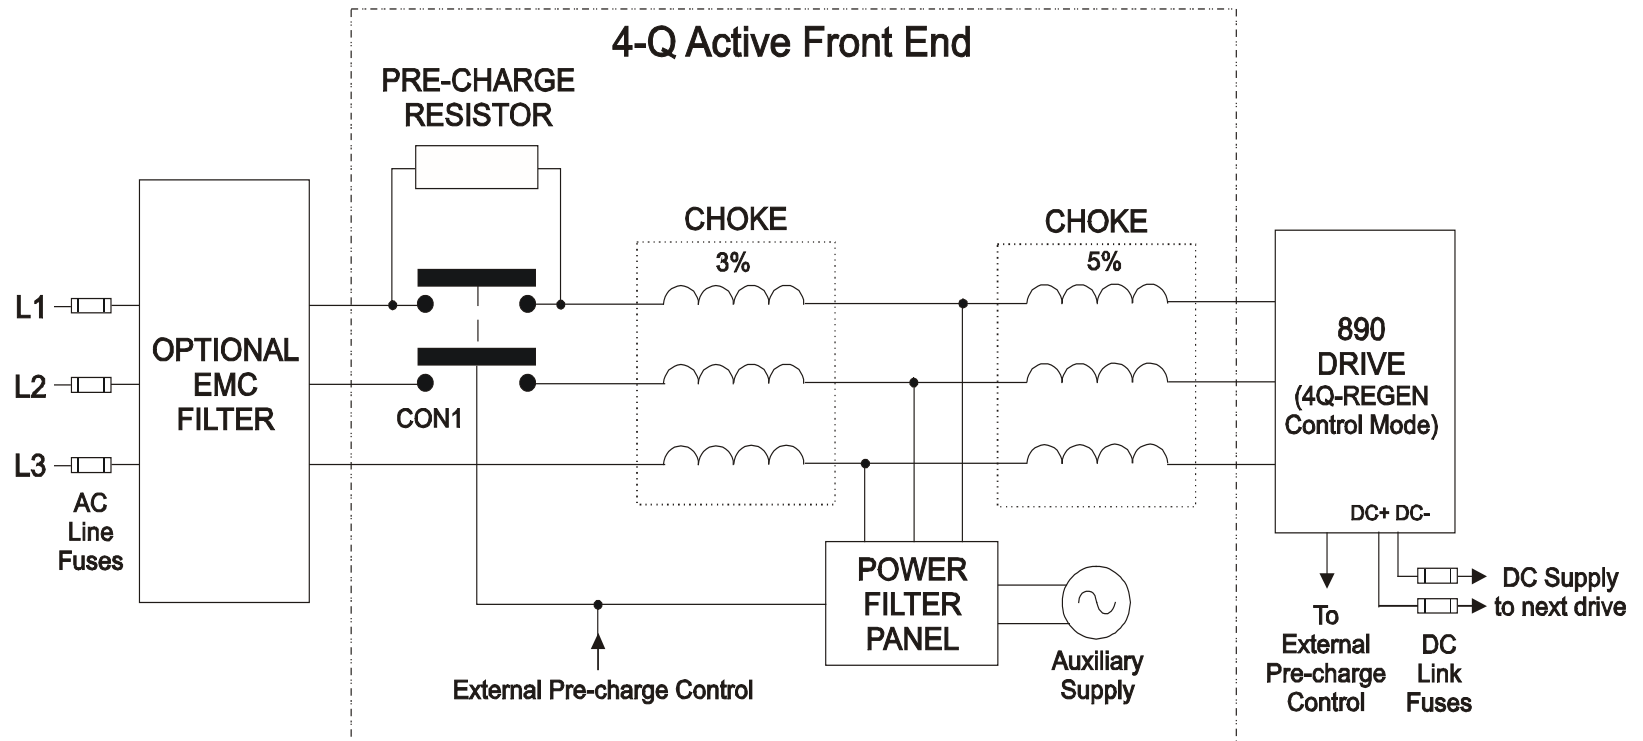 4-Q Active Front End
PRE-CHARGE
RESISTOR
CHOKE
3%
CHOKE
5%
L1
L2
L3
AC
Line
Fuses
OPTIONAL
EMC
FILTER
CON1
890
DRIVE
(4Q-REGEN
Control Mode)
DC+ DC-
POWER
FILTER
PANEL
Auxiliary
Supply
External Pre-charge Control
To
External
Pre-charge
Control
DC Supply
to next drive
DC
Link
Fuses